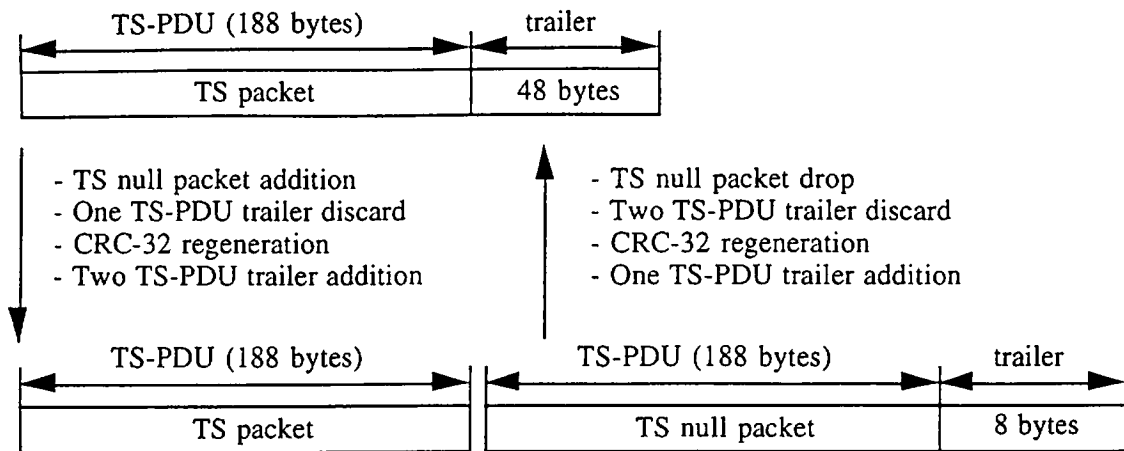 TS-PDU (188 bytes) trailer
TS packet 48 bytes
- TS null packet addition
- One TS-PDU trailer discard
- CRC-32 regeneration
- Two TS-PDU trailer addition
- TS null packet drop
- Two TS-PDU trailer discard
- CRC-32 regeneration
- One TS-PDU trailer addition
TS-PDU (188 bytes) TS-PDU (188 bytes) trailer
TS packet TS null packet 8 bytes